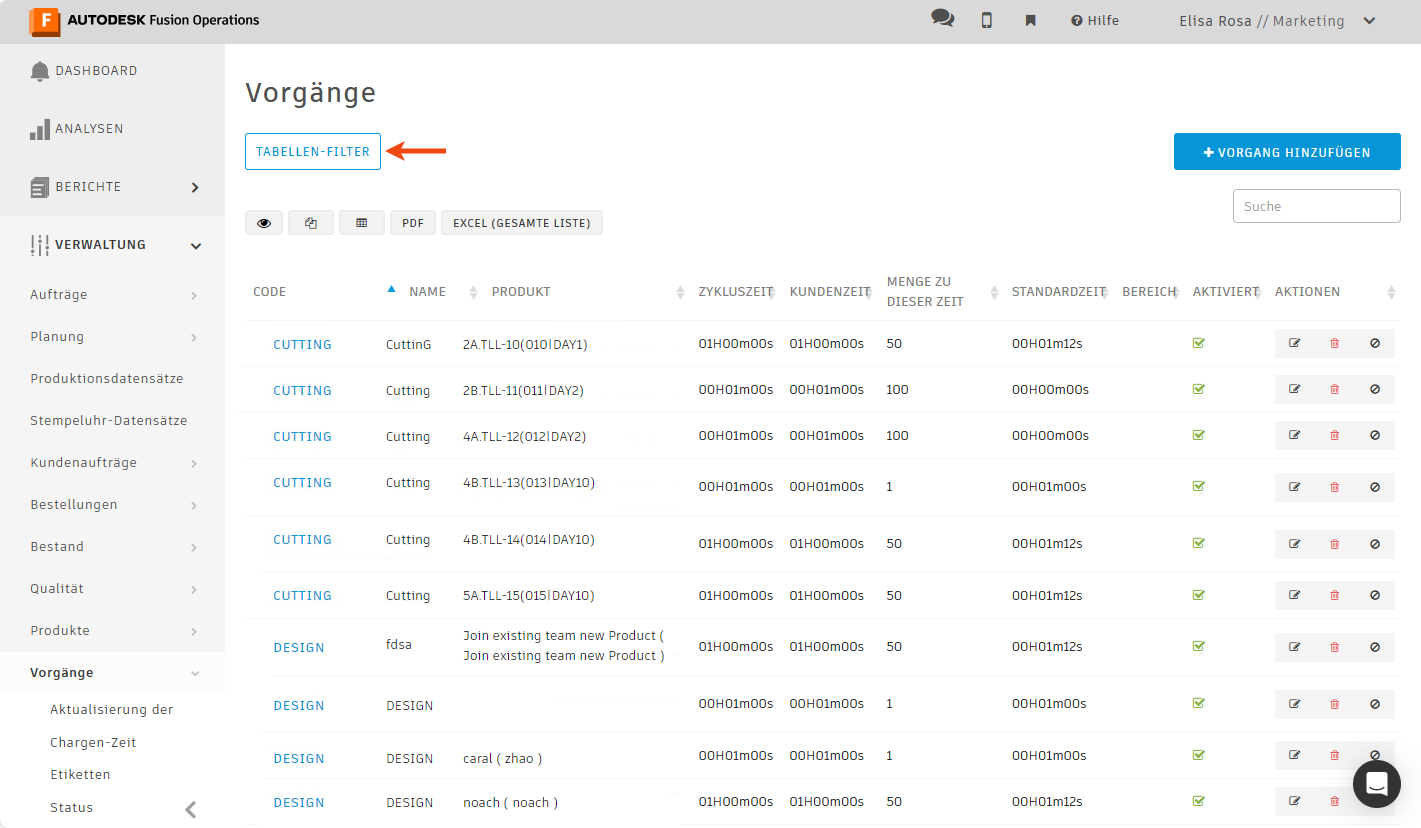 AUTODESK Fusion Operations
Hilfe
Elisa Rosa // Marketing
DASHBOARD
ANALYSEN
BERICHTE
VERWALTUNG
Aufträge
Planung
Produktionsdatensätze
Stempeluhr-Datensätze
Kundenaufträge
Bestellungen
Bestand
Qualität
Produkte
Vorgänge
Aktualisierung der
Chargen-Zeit
Etiketten
Status
Vorgänge
TABELLEN-FILTER
VORGANG HINZUFÜGEN
Suche
PDF EXCEL (GESAMTE LISTE)
CODE NAME PRODUKT ZYKLUSZEIT KUNDENZEIT MENGE ZU DIESER ZEIT STANDARDZEIT BEREICH AKTIVIERT AKTIONEN
CUTTING CuttinG 2A.TLL-10(010|DAY1) 01H00m00s 01H00m00s 50 00H01m12s
CUTTING Cutting 2B.TLL-11(011|DAY2) 00H01m00s 00H01m00s 100 00H00m00s
CUTTING Cutting 4A.TLL-12(012|DAY2) 00H01m00s 00H01m00s 100 00H00m00s
CUTTING Cutting 4B.TLL-13(013|DAY10) 00H01m00s 00H01m00s 1 00H01m00s
CUTTING Cutting 4B.TLL-14(014|DAY10) 01H00m00s 01H00m00s 50 00H01m12s
CUTTING Cutting 5A.TLL-15(015|DAY10) 01H00m00s 01H00m00s 50 00H01m12s
DESIGN fdsa Join existing team new Product ( Join existing team new Product ) 01H00m00s 01H00m00s 50 00H01m12s
DESIGN DESIGN 00H01m00s 00H01m00s 1 00H01m00s
DESIGN DESIGN caral ( zhao ) 00H01m00s 00H01m00s 1 00H01m00s
DESIGN DESIGN noach ( noach ) 01H00m00s 01H00m00s 50 00H01m12s